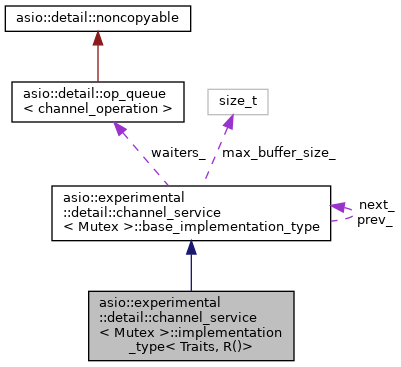 asio::detail::noncopyable
asio::detail::op_queue
< channel_operation >
size_t
waiters_
max_buffer_size_
asio::experimental
::detail::channel_service
< Mutex >::base_implementation_type
next_
prev_
asio::experimental
::detail::channel_service
< Mutex >::implementation
_type< Traits, R()>